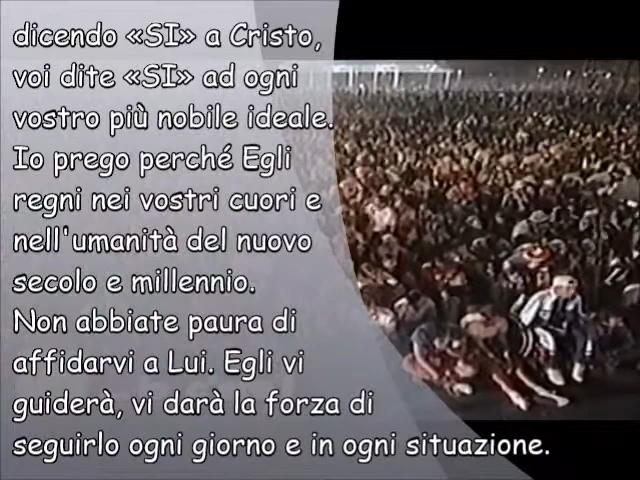 dicendo «SI» a Cristo,
voi dite «SI» ad ogni
vostro più nobile ideale.
Io prego perché Egli
regni nei vostri cuori e
nell'umanità del nuovo
secolo e millennio.
Non abbiate paura di
affidarvi a Lui. Egli vi
guiderà, vi darà la forza di
seguirlo ogni giorno e in ogni situazione.